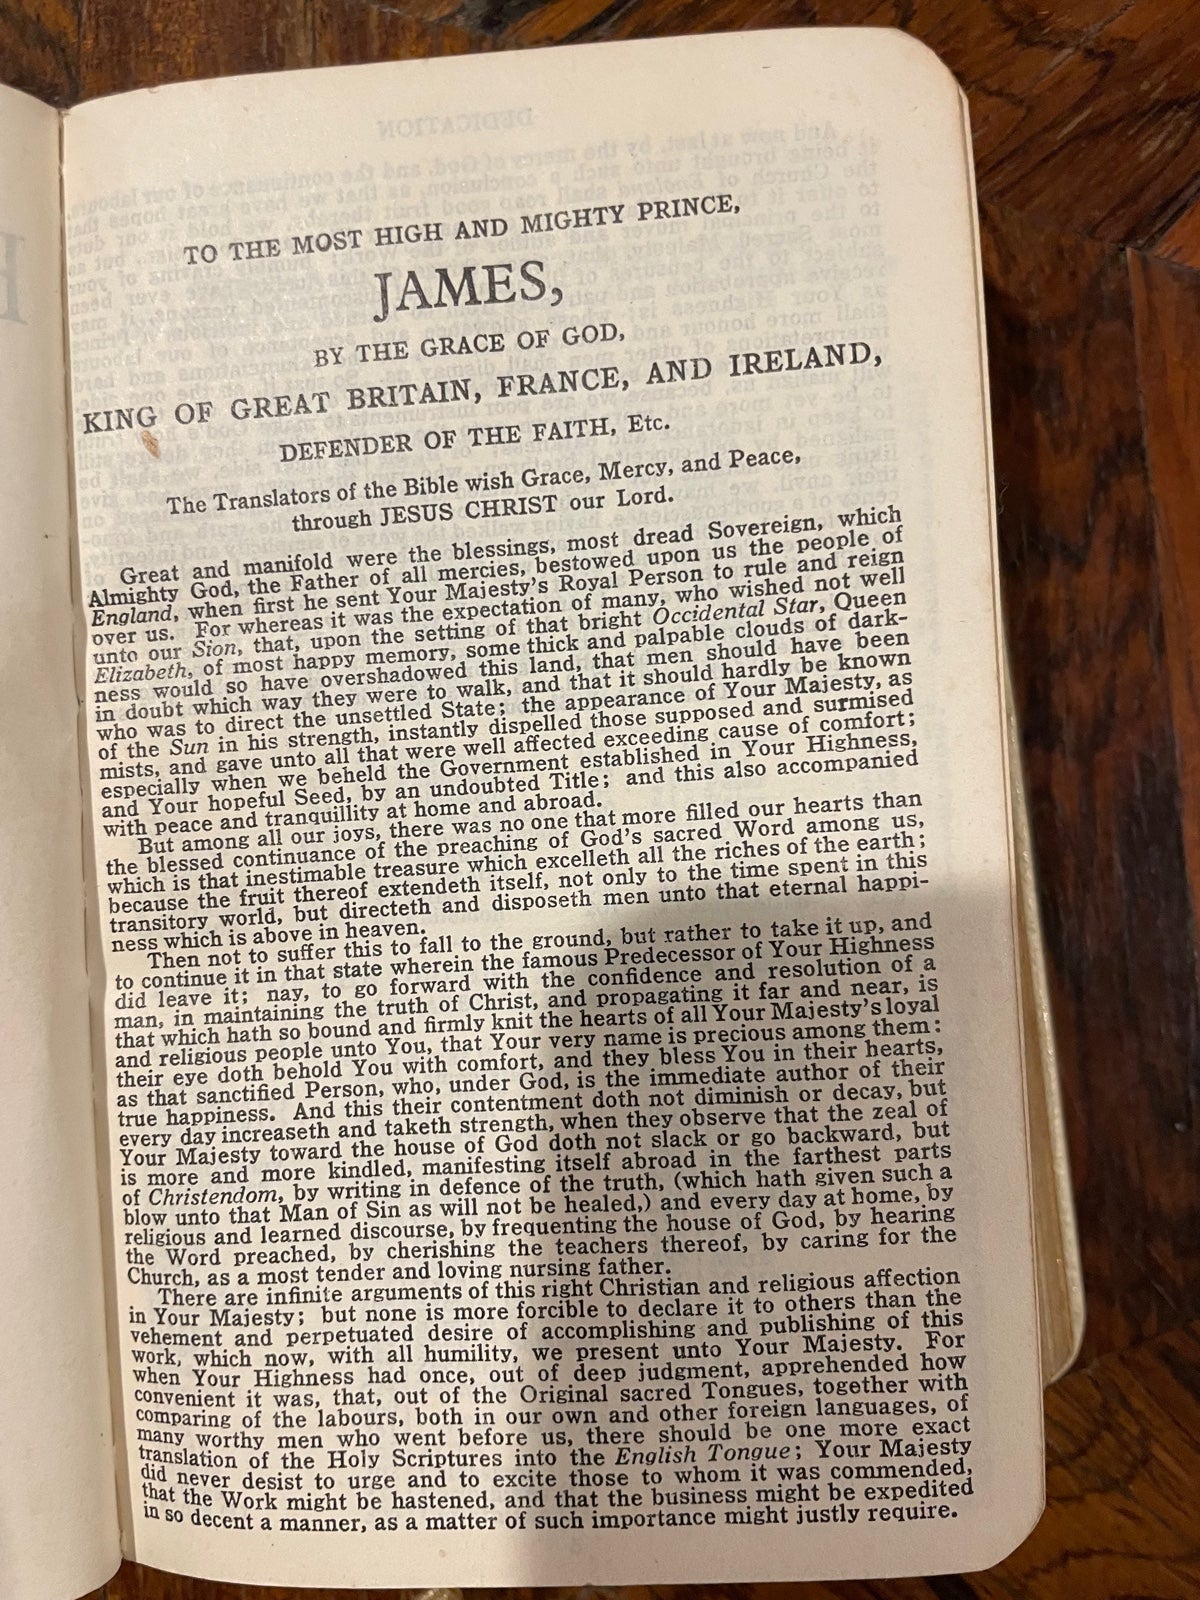 TO THE MOST HIGH AND MIGHTY PRINCE,
JAMES,
BY THE GRACE OF GOD,
KING OF GREAT BRITAIN, FRANCE, AND IRELAND,
DEFENDER OF THE FAITH, Etc.
The Translators of the Bible wish Grace, Mercy, and Peace,
through JESUS CHRIST our Lord.
Great and manifold were the blessings, most dread Sovereign, which
Almighty God, the Father of all mercies, bestowed upon us the people of
England, when first he sent Your Majesty's Royal Person to rule and reign
over us. For whereas it was the expectation of many, who wished not well
unto our Sion, that, upon the setting of that bright Occidental Star, Queen
Elizabeth, of most happy memory, some thick and palpable clouds of dark-
ness would so have overshadowed this land, that men should have been
in doubt which way they were to walk, and that it should hardly be known
who was to direct the unsettled State; the appearance of Your Majesty, as
of the Sun in his strength, instantly dispelled those supposed and surmised
mists, and gave unto all that were well affected exceeding cause of comfort;
especially when we beheld the Government established in Your Highness,
and Your hopeful Seed, by an undoubted Title; and this also accompanied
with peace and tranquillity at home and abroad.
But among all our joys, there was no one that more filled our hearts than
the blessed continuance of the preaching of God's sacred Word among us,
which is that inestimable treasure which excelleth all the riches of the earth;
because the fruit thereof extendeth itself, not only to the time spent in this
transitory world, but directeth and disposeth men unto that eternal happi-
ness which is above in heaven.
Then not to suffer this to fall to the ground, but rather to take it up, and
to continue it in that state wherein the famous Predecessor of Your Highness
did leave it; nay, to go forward with the confidence and resolution of a
man, in maintaining the truth of Christ, and propagating it far and near, is
that which hath so bound and firmly knit the hearts of all Your Majesty's loyal
and religious people unto You, that Your very name is precious among them:
their eye doth behold You with comfort, and they bless You in their hearts,
as that sanctified Person, who, under God, is the immediate author of their
true happiness. And this their contentment doth not diminish or decay, but
every day increaseth and taketh strength, when they observe that the zeal of
Your Majesty toward the house of God doth not slack or go backward, but
is more and more kindled, manifesting itself abroad in the farthest parts
of Christendom, by writing in defence of the truth, (which hath given such a
blow unto that Man of Sin as will not be healed,) and every day at home, by
religious and learned discourse, by frequenting the house of God, by hearing
the Word preached, by cherishing the teachers thereof, by caring for the
Church, as a most tender and loving nursing father.
There are infinite arguments of this right Christian and religious affection
in Your Majesty; but none is more forcible to declare it to others than the
vehement and perpetuated desire of accomplishing and publishing of this
work, which now, with all humility, we present unto Your Majesty. For
when Your Highness had once, out of deep judgment, apprehended how
convenient it was, that, out of the Original sacred Tongues, together with
comparing of the labours, both in our own and other foreign languages, of
many worthy men who went before us, there should be one more exact
translation of the Holy Scriptures into the English Tongue; Your Majesty
did never desist to urge and to excite those to whom it was commended,
that the Work might be hastened, and that the business might be expedited
in so decent a manner, as a matter of such importance might justly require.